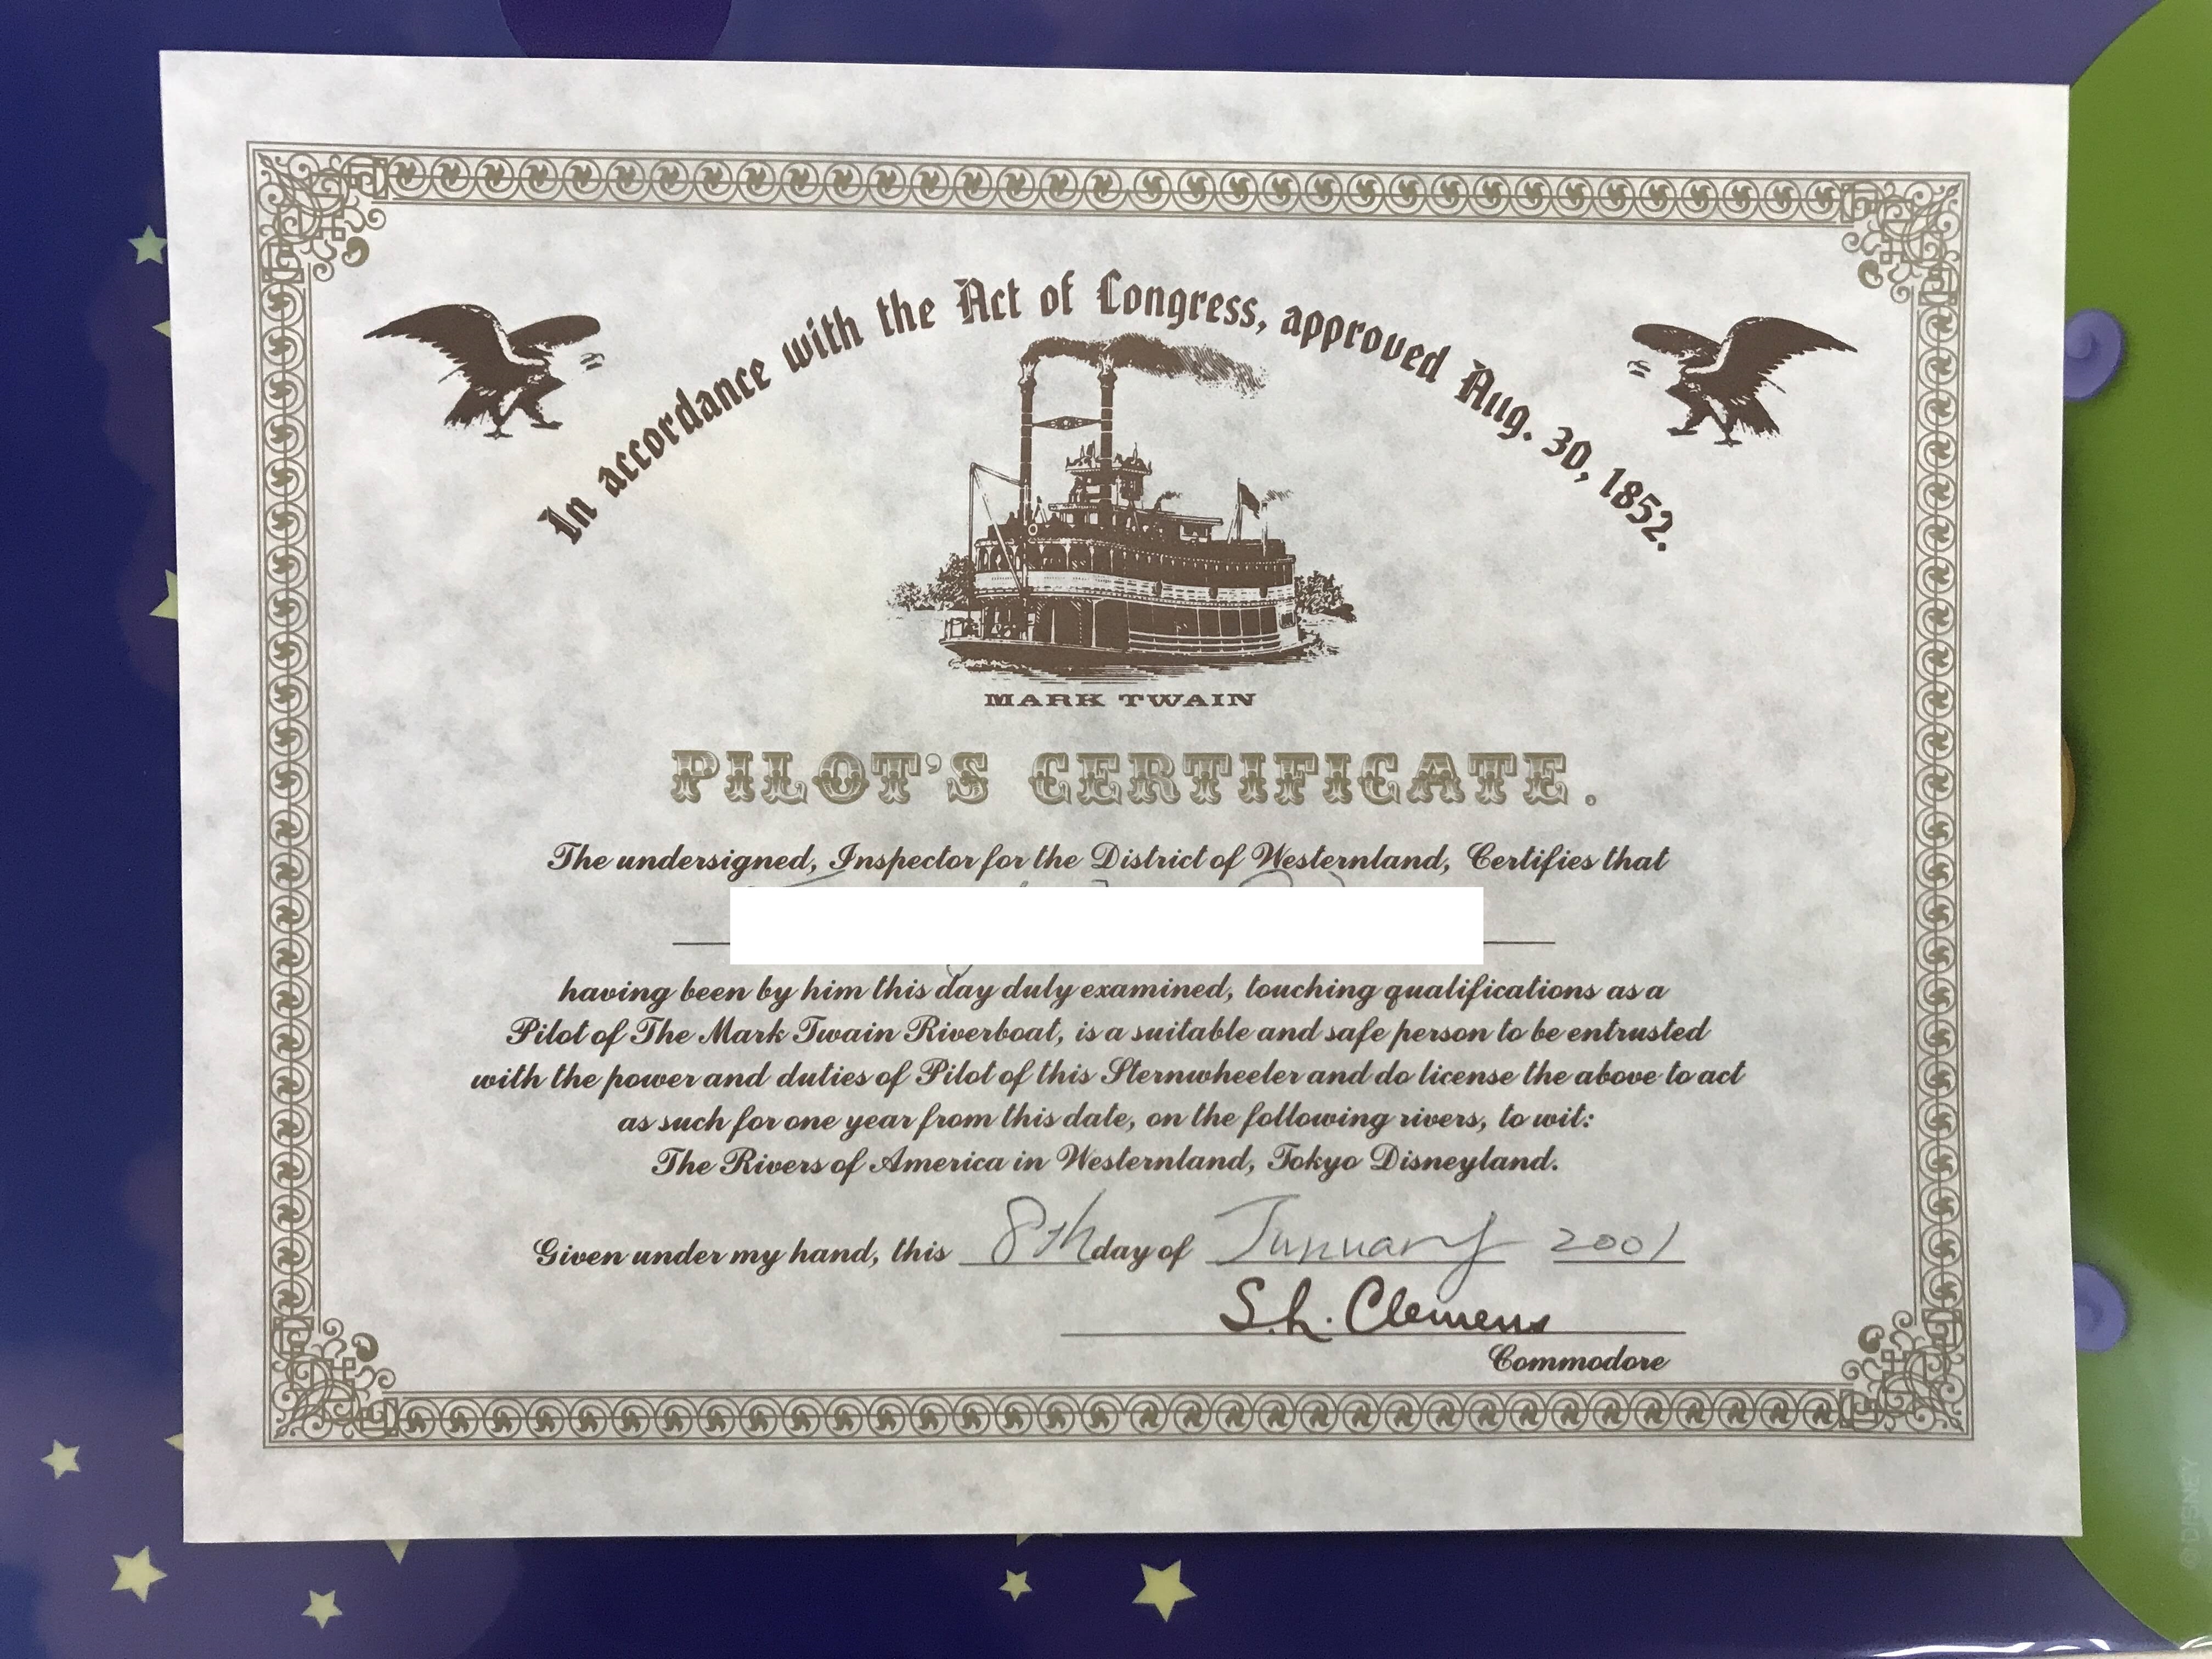 In accordance with the Act of Congress, approved Aug. 30, 1852.
MARK TWAIN
PILOT'S CERTIFICATE.
The undersigned, Inspector for the District of Westernland, Certifies that
having been by him this day duly examined, touching qualifications as a
Pilot of The Mark Twain Riverboat, is a suitable and safe person to be entrusted
with the power and duties of Pilot of this Sternwheeler and do license the above to act
as such for one year from this date, on the following rivers, to wit:
The Rivers of America in Westernland, Tokyo Disneyland.
Given under my hand, this 8th day of January 2001
S.L. Clemens
Commodore
© DISNEY